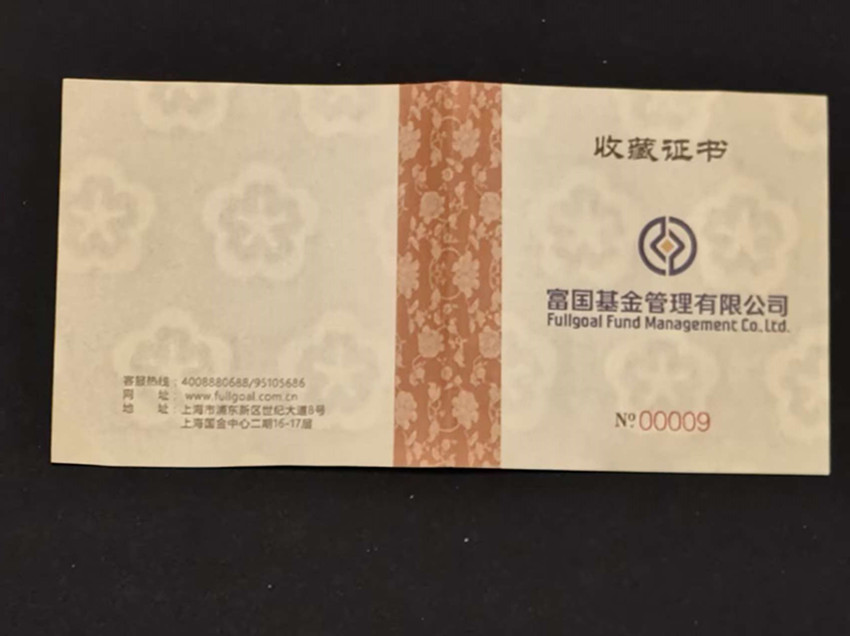 收藏证书
富国基金管理有限公司
Fullgoal Fund Management Co.,Ltd.
№ 00009
客服热线：4008880688/95105686
网　　址：www.fullgoal.com.cn
地　　址：上海市浦东新区世纪大道8号
上海国金中心二期16-17层